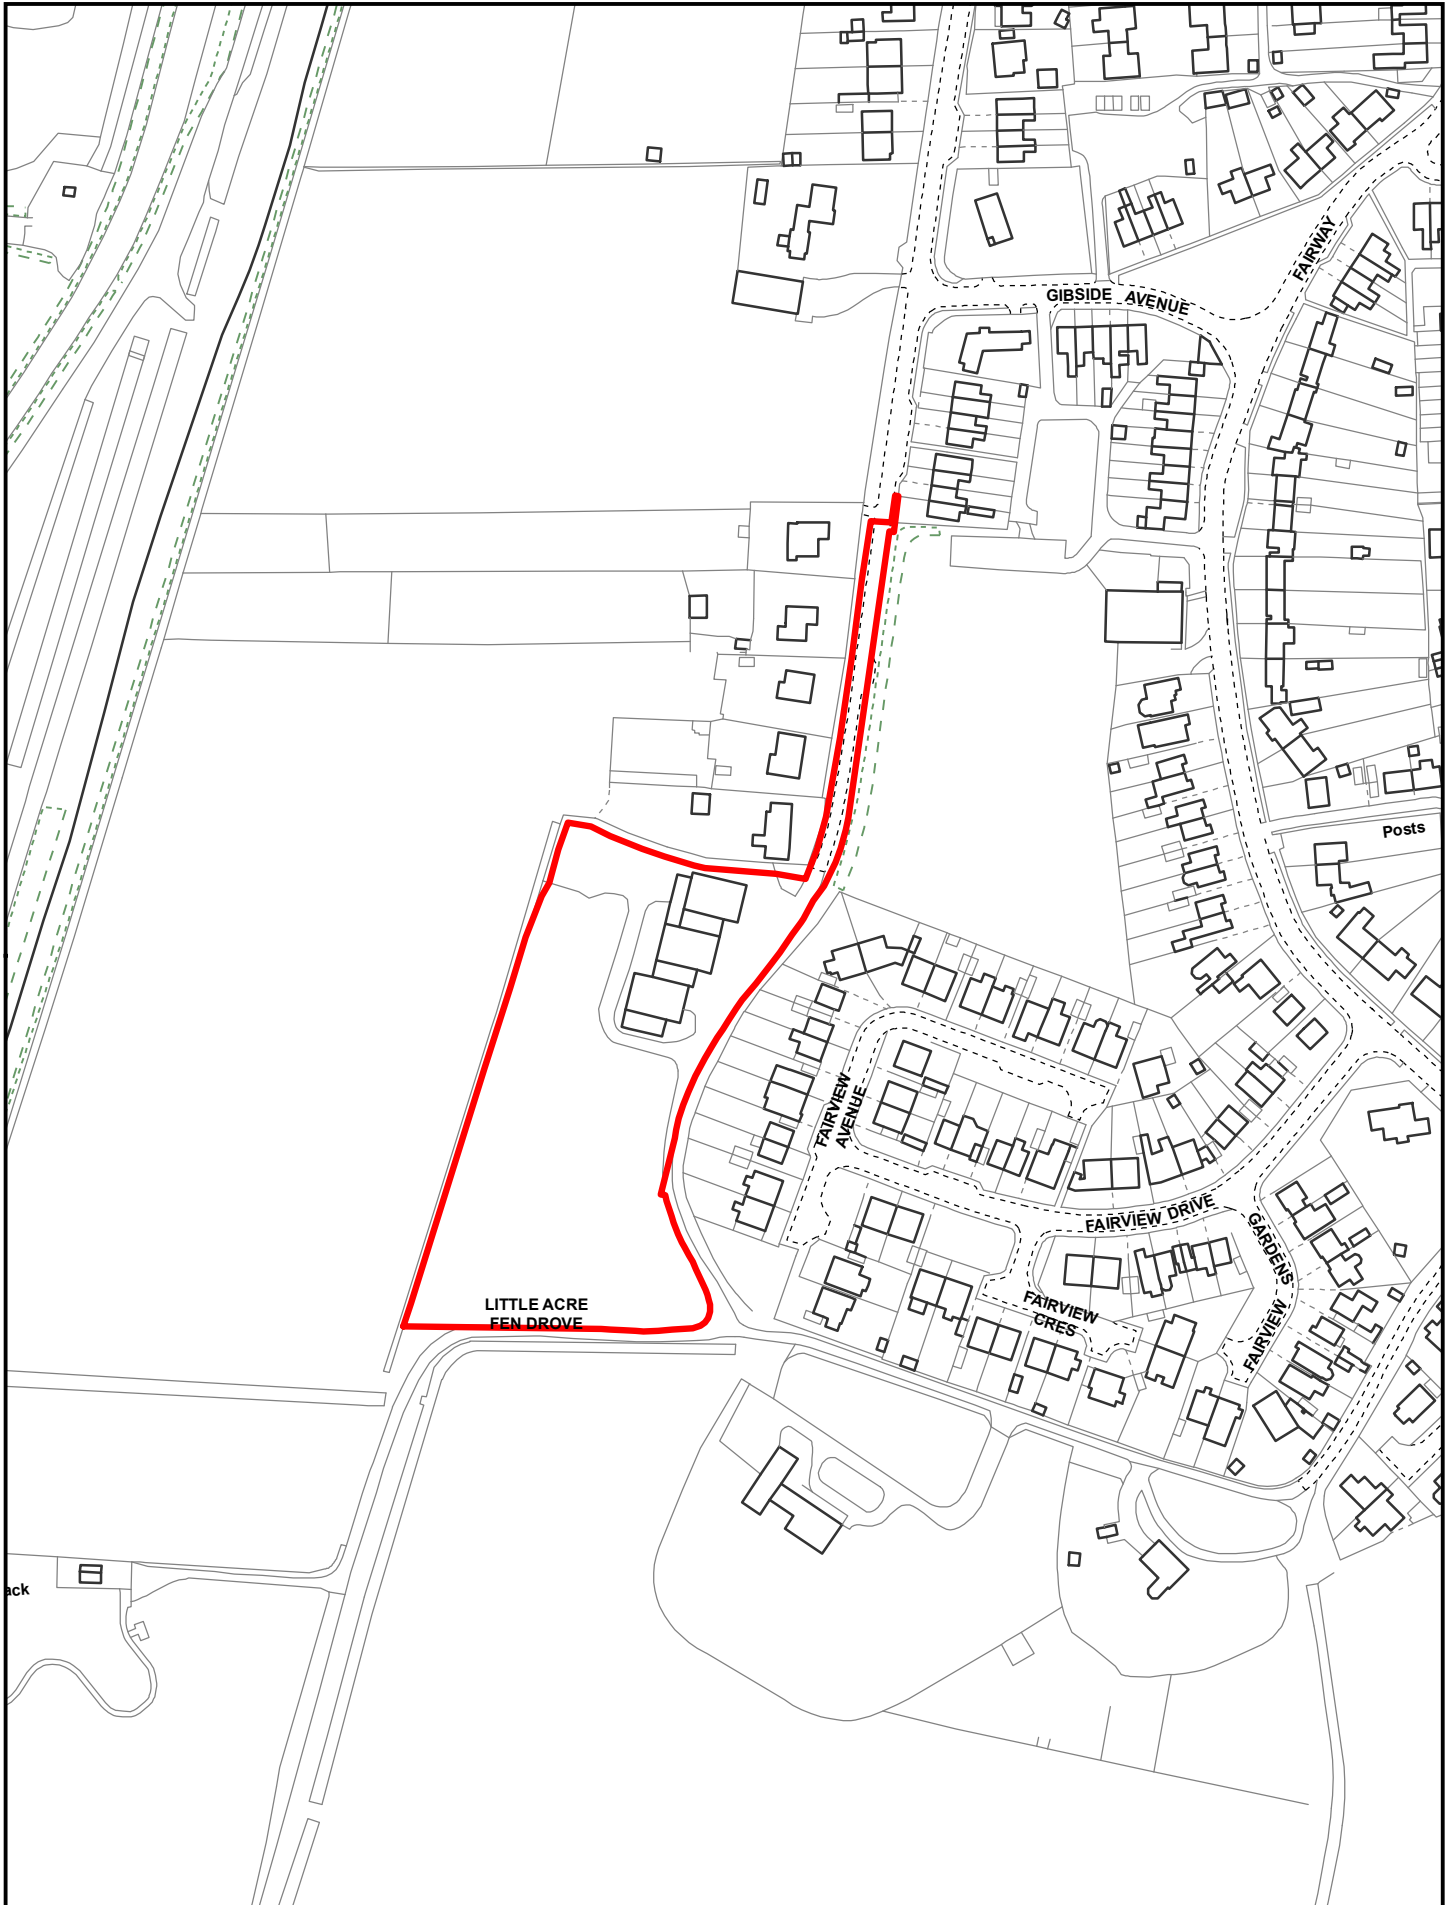 FAIRWAY
GIBSIDE AVENUE
Posts
FAIRVIEW
AVENUE
FAIRVIEW DRIVE
GARDENS
FAIRVIEW
FAIRVIEW
CRES
LITTLE ACRE
FEN DROVE
ack